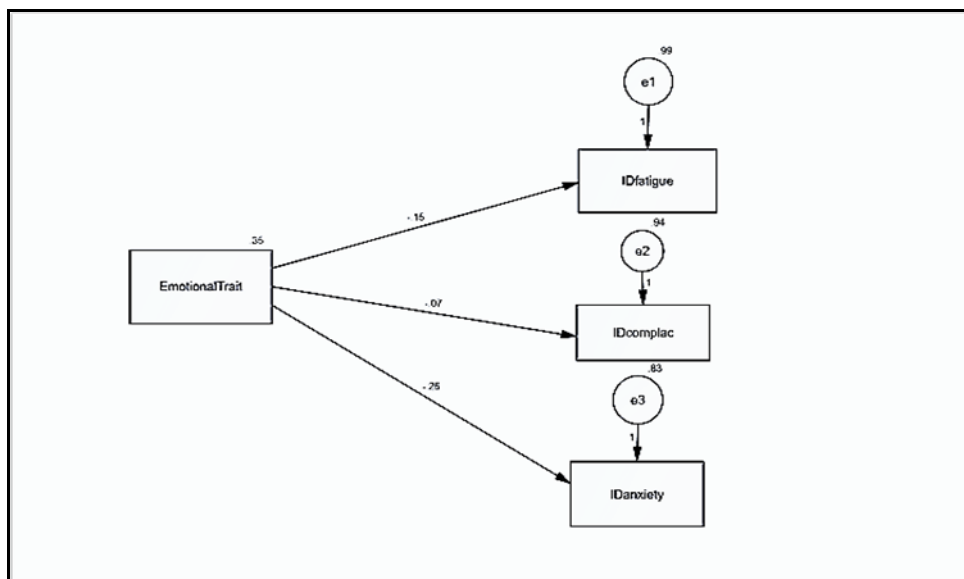 99
e1
1
IDfatigue
-.15
.94
.35
e2
EmotionalTrait
1
-.07
IDcomplac
.83
-.25
e3
1
IDanxiety